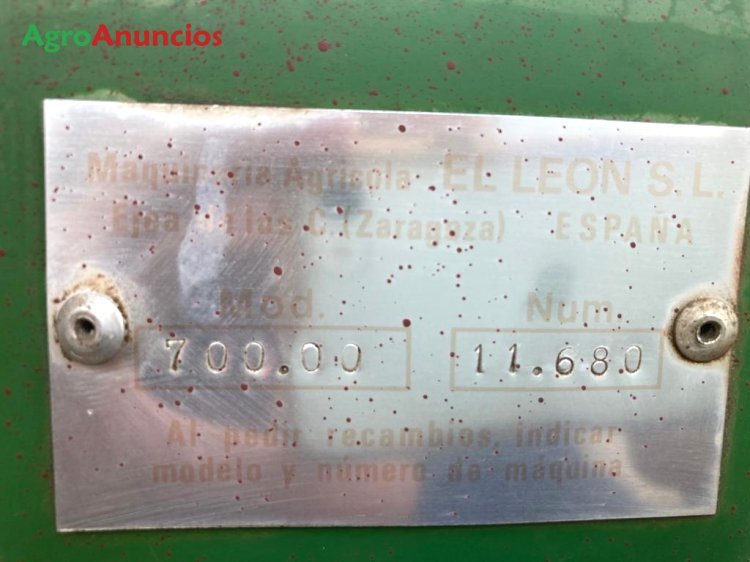 AgroAnuncios
Maquinaria Agricola EL LEON S.L.
Ejea de los C. (Zaragoza) ESPAÑA
Mod. Num.
700.00 11.680
Al pedir recambios, indicar
modelo y número de máquina